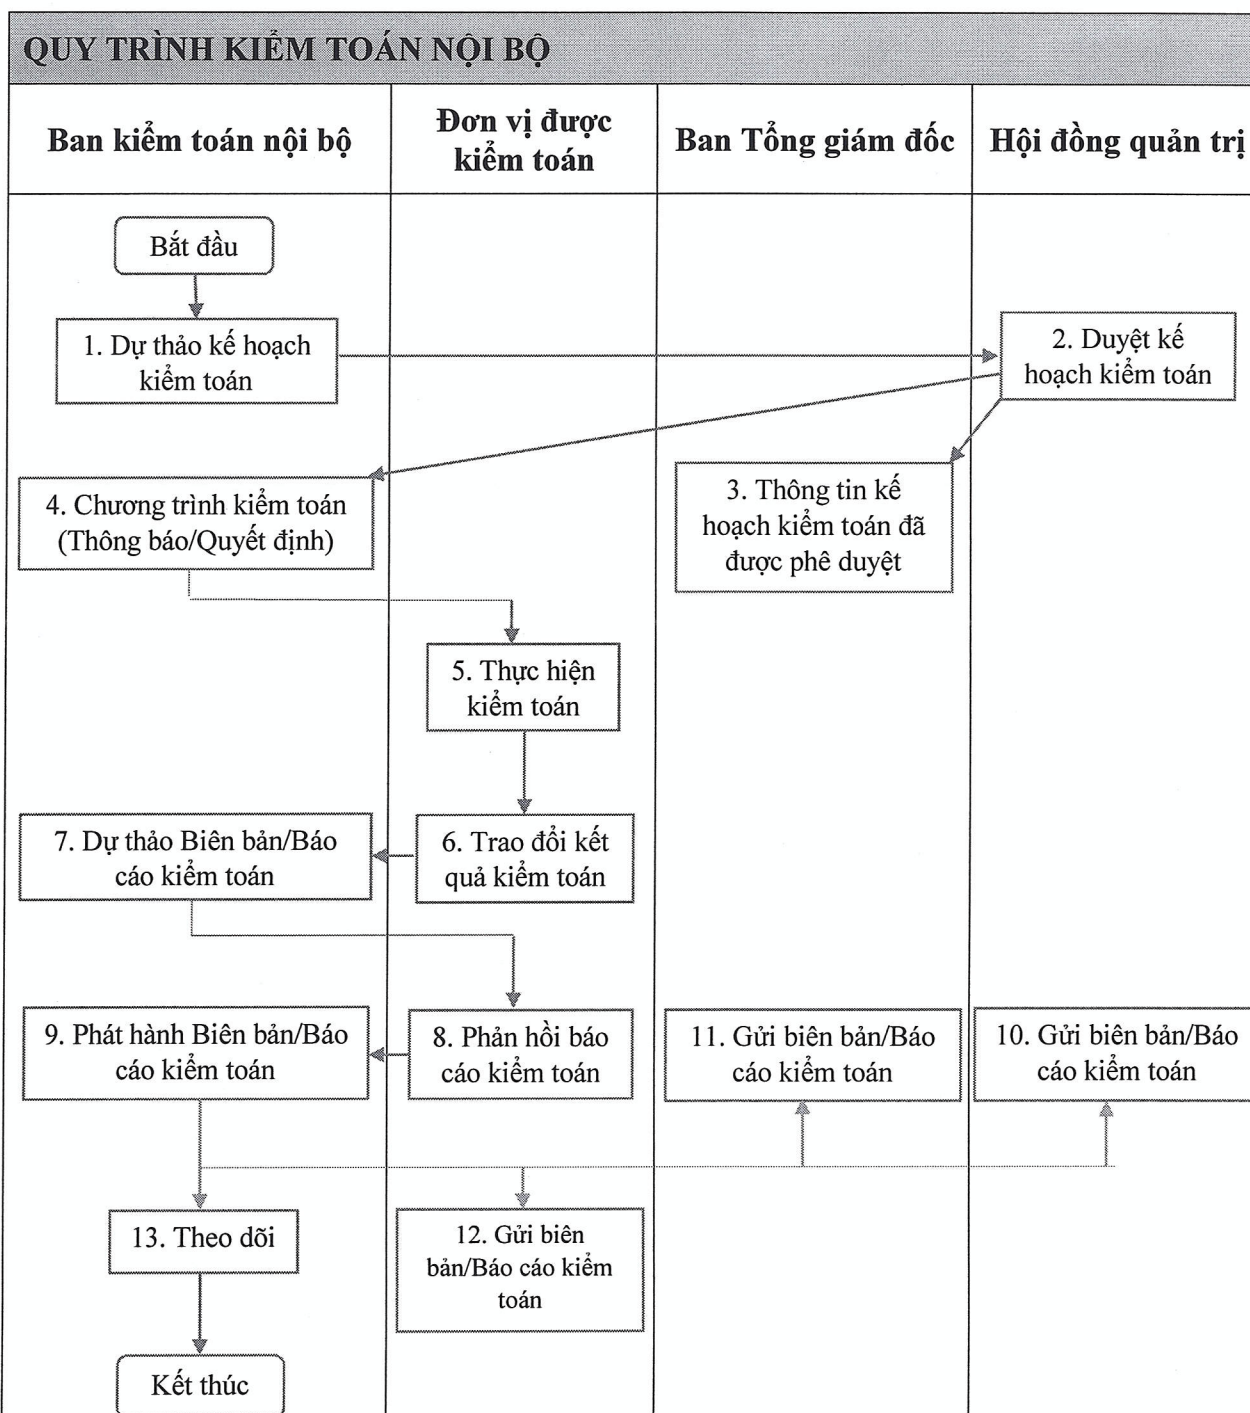 QUY TRÌNH KIỂM TOÁN NỘI BỘ
Ban kiểm toán nội bộ
Đơn vị được
kiểm toán
Ban Tổng giám đốc
Hội đồng quản trị
Bắt đầu
1. Dự thảo kế hoạch
kiểm toán
2. Duyệt kế
hoạch kiểm toán
3. Thông tin kế
hoạch kiểm toán đã
được phê duyệt
4. Chương trình kiểm toán
(Thông báo/Quyết định)
5. Thực hiện
kiểm toán
6. Trao đổi kết
quả kiểm toán
7. Dự thảo Biên bản/Báo
cáo kiểm toán
8. Phản hồi báo
cáo kiểm toán
9. Phát hành Biên bản/Báo
cáo kiểm toán
10. Gửi biên bản/Báo
cáo kiểm toán
11. Gửi biên bản/Báo
cáo kiểm toán
12. Gửi biên
bản/Báo cáo kiểm
toán
13. Theo dõi
Kết thúc